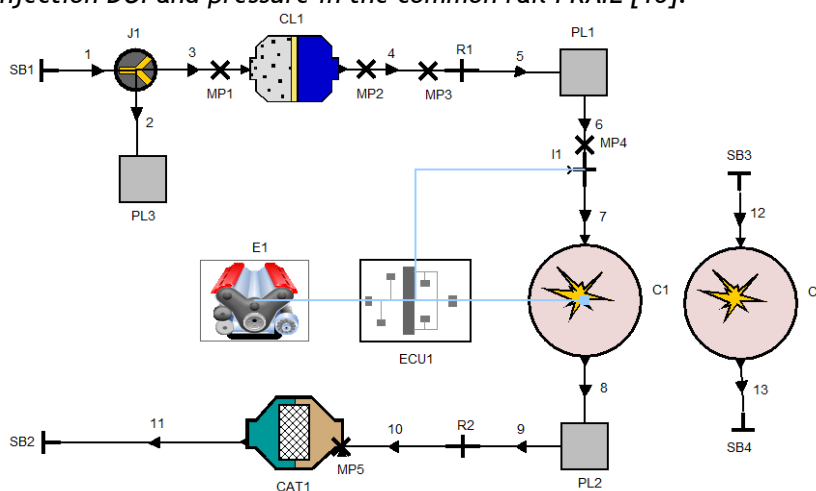 injection DOI and pressure in the common rail PRAIL [10].
CL1
J1
PL1
1
3
4
R1
5
SB1
MP1
MP2
MP3
2
6
MP4
I1
SB3
PL3
7
12
E1
C1
C
ECU1
8
13
11
10
R2
9
SB2
MP5
SB4
CAT1
PL2